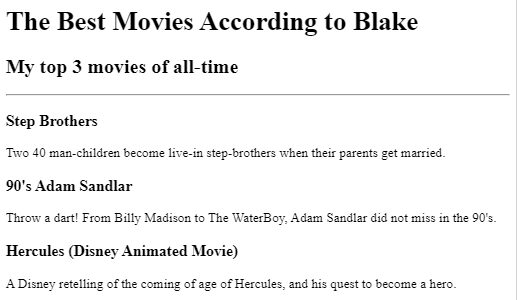 The Best Movies According to Blake
My top 3 movies of all-time
Step Brothers
Two 40 man-children become live-in step-brothers when their parents get married.
90's Adam Sandlar
Throw a dart! From Billy Madison to The WaterBoy, Adam Sandlar did not miss in the 90's.
Hercules (Disney Animated Movie)
A Disney retelling of the coming of age of Hercules, and his quest to become a hero.